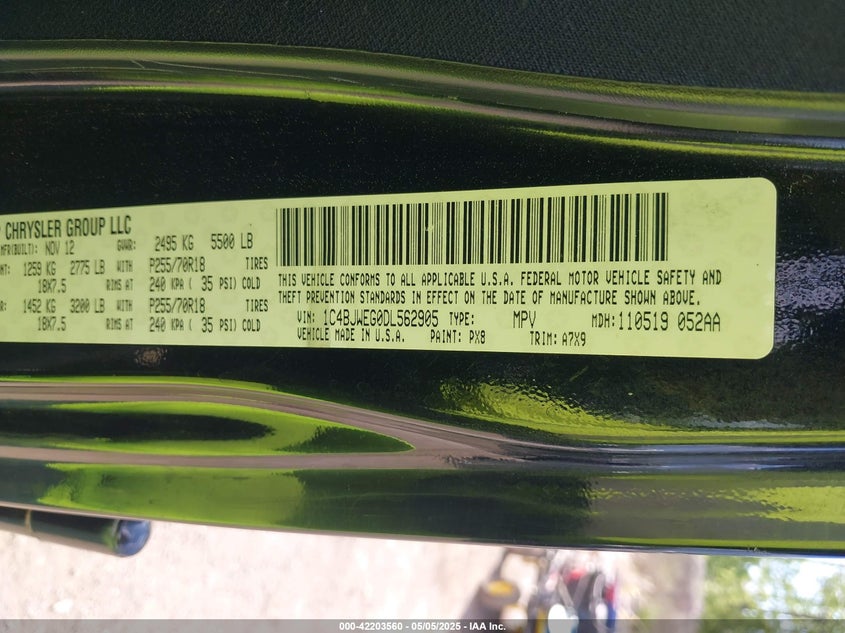 CHRYSLER GROUP LLC
MFR(BUILT): NOV 12 GVWR: 2495 KG 5500 LB
NT: 1259 KG 2775 LB WITH P255/70R18 TIRES
18X7.5 RIMS AT 240 KPA ( 35 PSI) COLD
R: 1452 KG 3200 LB WITH P255/70R18 TIRES
18X7.5 RIMS AT 240 KPA ( 35 PSI) COLD
THIS VEHICLE CONFORMS TO ALL APPLICABLE U.S.A. FEDERAL MOTOR VEHICLE SAFETY AND
THEFT PREVENTION STANDARDS IN EFFECT ON THE DATE OF MANUFACTURE SHOWN ABOVE.
VIN: 1C4BJWEG0DL562905 TYPE: MPV MDH: 110519 052AA
VEHICLE MADE IN U.S.A. PAINT: PX8 TRIM: A7X9
000-42203560 - 05/05/2025 - IAA Inc.